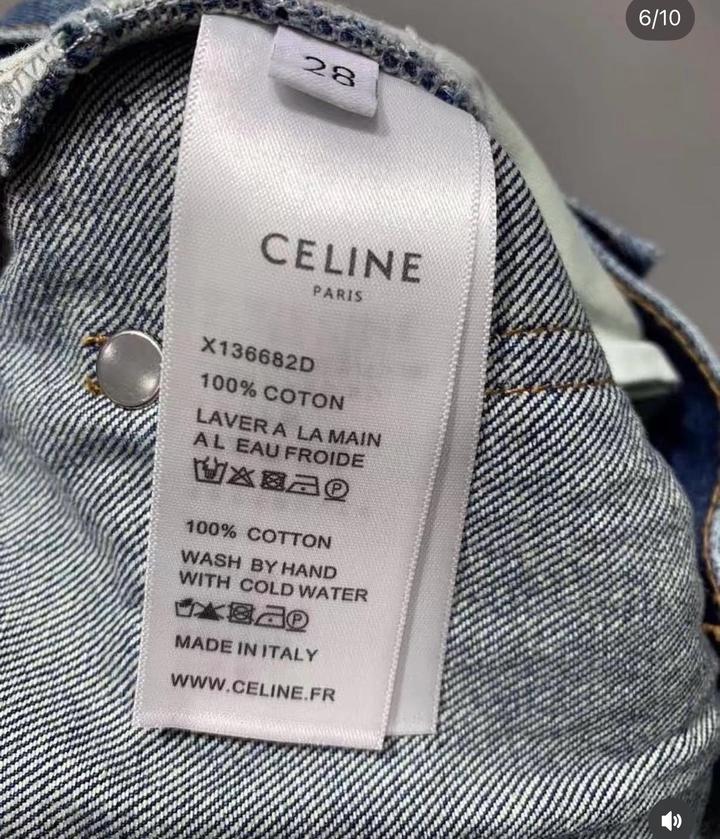 6/10
28
CELINE
PARIS
X136682D
100% COTON
LAVER A LA MAIN
A L EAU FROIDE
P
100% COTTON
WASH BY HAND
WITH COLD WATER
P
MADE IN ITALY
WWW.CELINE.FR